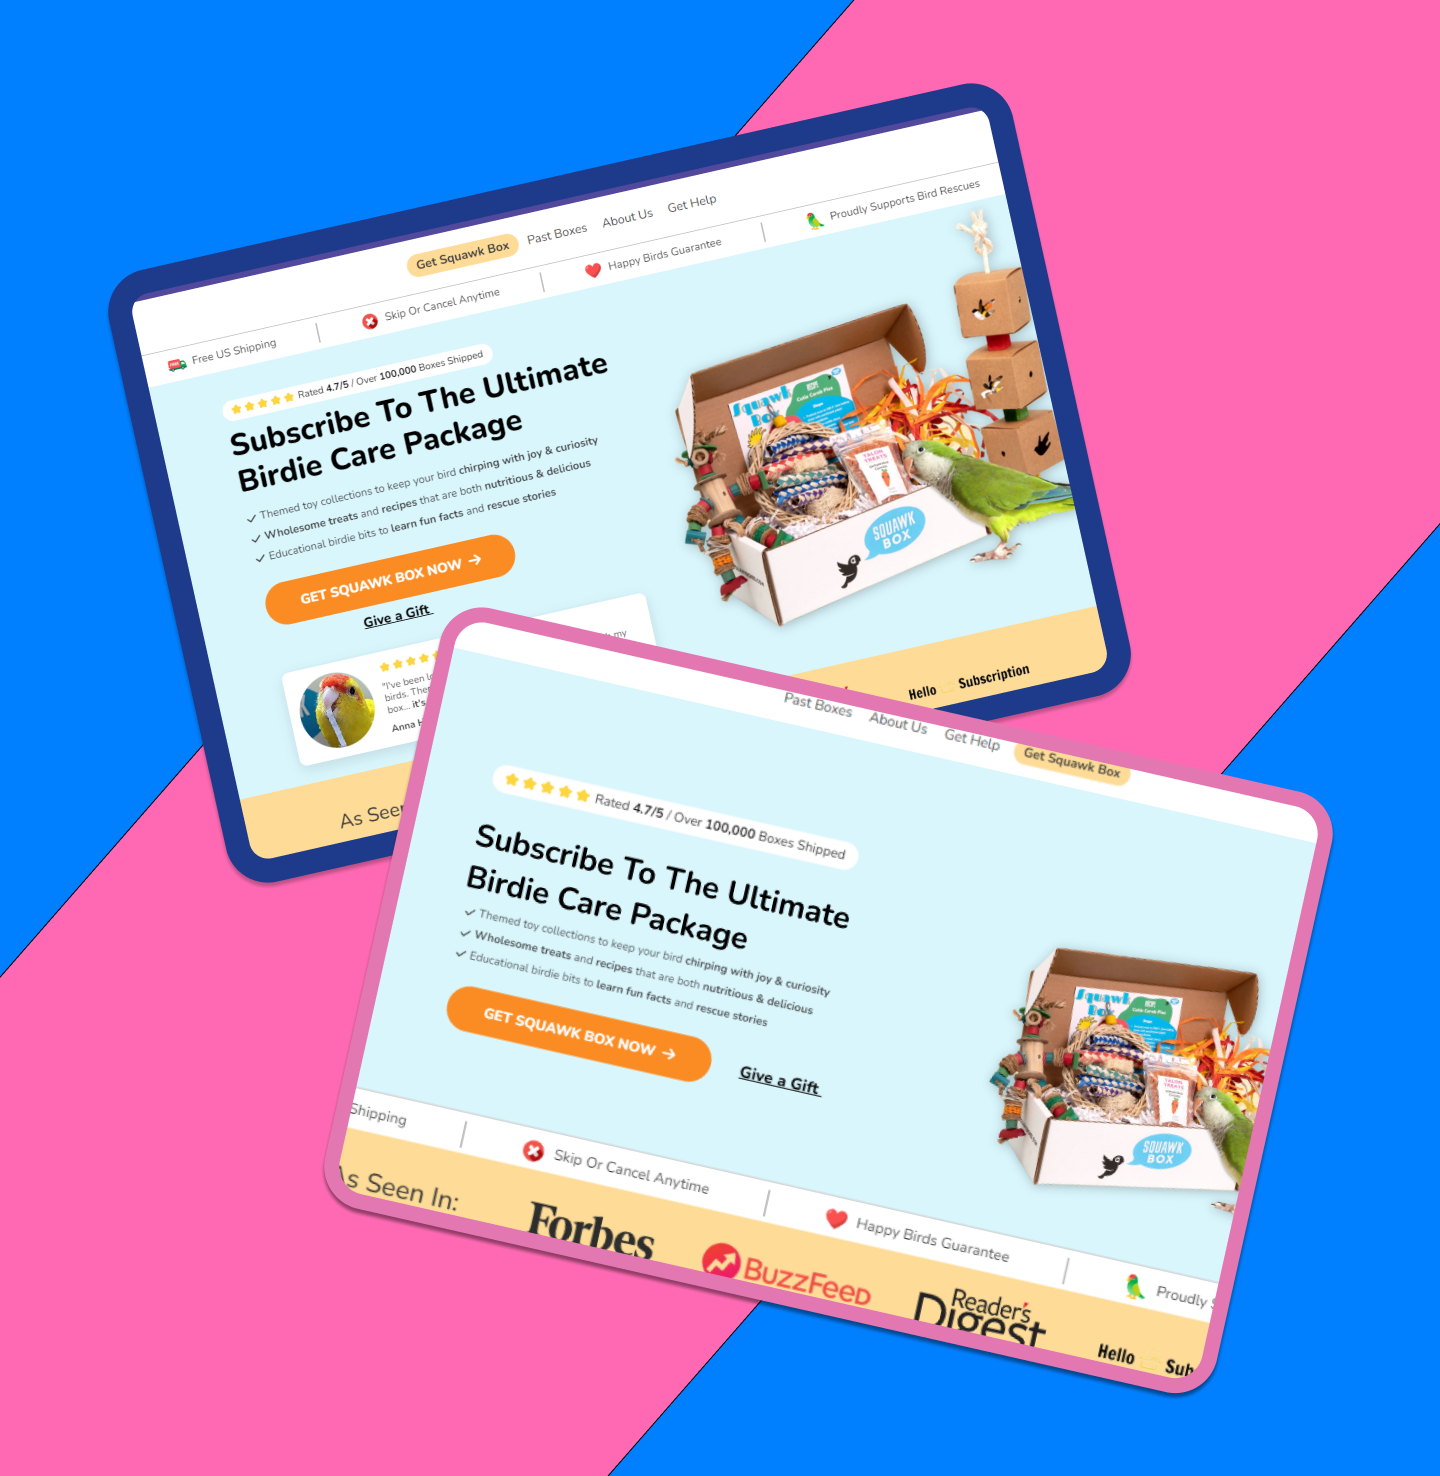 Get Squawk Box
Past Boxes
About Us
Get Help
Free US Shipping
Skip Or Cancel Anytime
Happy Birds Guarantee
Proudly Supports Bird Rescues
Rated 4.7/5 / Over 100,000 Boxes Shipped
Subscribe To The Ultimate
Birdie Care Package
Themed toy collections to keep your bird chirping with joy & curiosity
Wholesome treats and recipes that are both nutritious & delicious
Educational birdie bits to learn fun facts and rescue stories
GET SQUAWK BOX NOW →
Give a Gift
Squawk
Box
TALON
TREATS
SQUAWK
BOX
my
"I've been
birds.
box... it's
Anna
As Seen
Hello Subscription
Past Boxes
About Us
Get Help
Get Squawk Box
Rated 4.7/5 / Over 100,000 Boxes Shipped
Subscribe To The Ultimate
Birdie Care Package
Themed toy collections to keep your bird chirping with joy & curiosity
Wholesome treats and recipes that are both nutritious & delicious
Educational birdie bits to learn fun facts and rescue stories
GET SQUAWK BOX NOW →
Give a Gift
Squawk
Box
TALON
TREATS
SQUAWK
BOX
Shipping
Skip Or Cancel Anytime
Happy Birds Guarantee
Proudly
As Seen In:
Forbes
BuzzFeed
Reader's
Digest
Hello Sub